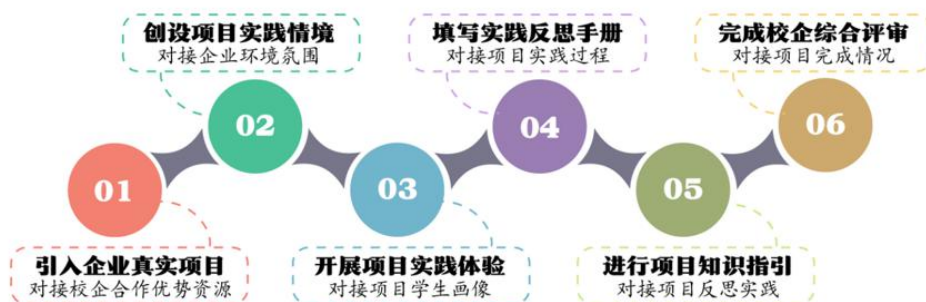 创设项目实践情境
对接企业环境氛围
填写实践反思手册
对接项目实践过程
完成校企综合评审
对接项目完成情况
02
04
06
01
03
05
引入企业真实项目
对接校企合作优势资源
开展项目实践体验
对接项目学生画像
进行项目知识指引
对接项目反思实践